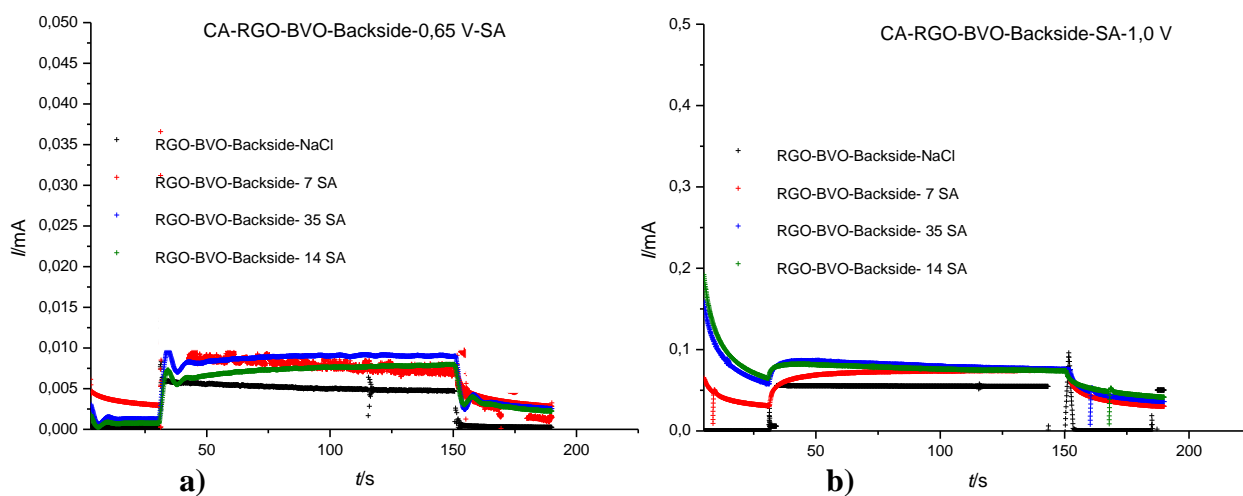 CA-RGO-BVO-Backside-0,65 V-SA
RGO-BVO-Backside-NaCl
RGO-BVO-Backside- 7 SA
RGO-BVO-Backside- 35 SA
RGO-BVO-Backside- 14 SA
I/mA
0,050
0,045
0,040
0,035
0,030
0,025
0,020
0,015
0,010
0,005
0,000
50
100
150
200
t/s
a)
CA-RGO-BVO-Backside-SA-1,0 V
RGO-BVO-Backside-NaCl
RGO-BVO-Backside- 7 SA
RGO-BVO-Backside- 35 SA
RGO-BVO-Backside- 14 SA
I/mA
0,5
0,4
0,3
0,2
0,1
0,0
50
100
150
200
t/s
b)